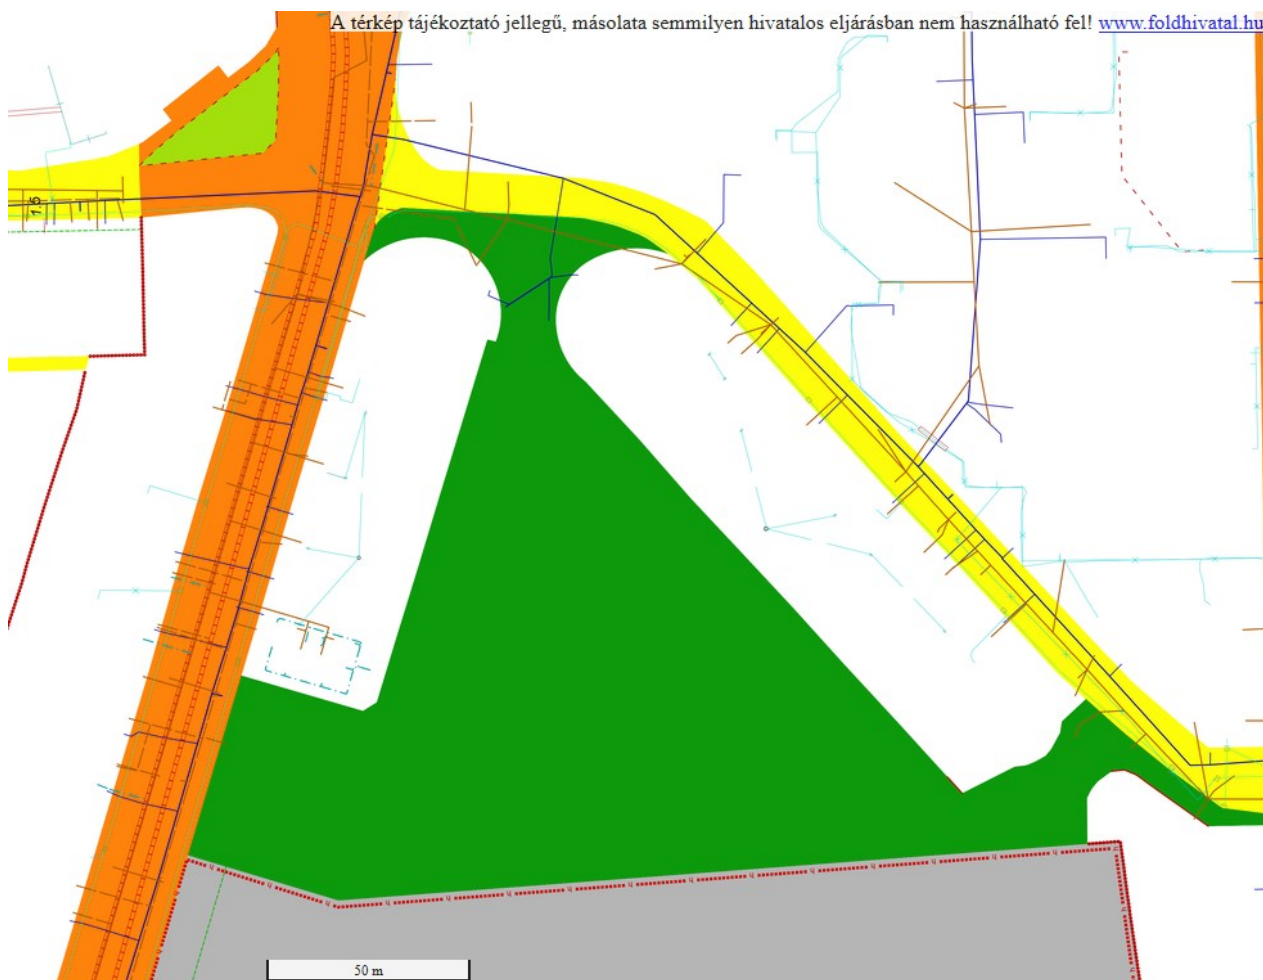 A térkép tájékoztató jellegű, másolata semmilyen hivatalos eljárásban nem használható fel! www.foldhivatal.hu
1.5
50 m